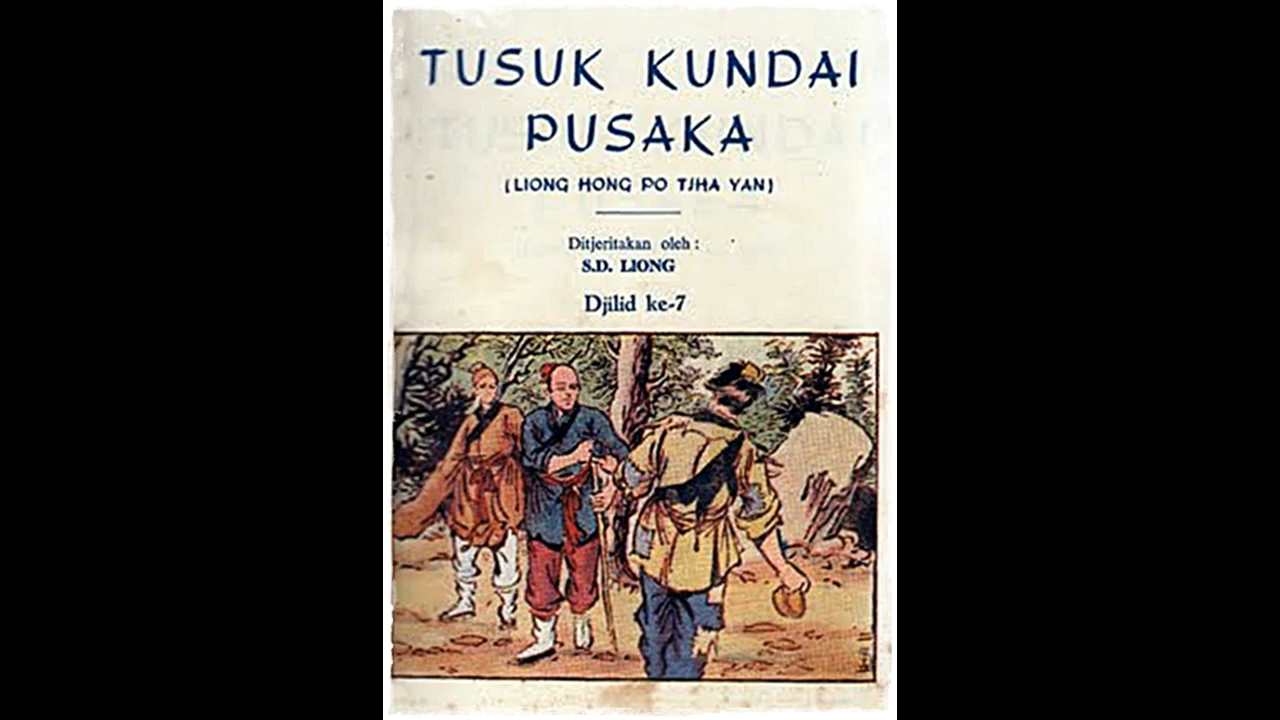 TUSUK KUNDAI
PUSAKA
(LIONG HONG PO TJHA YAN)
Ditjeritakan oleh :
S.D. LIONG
Djilid ke-7